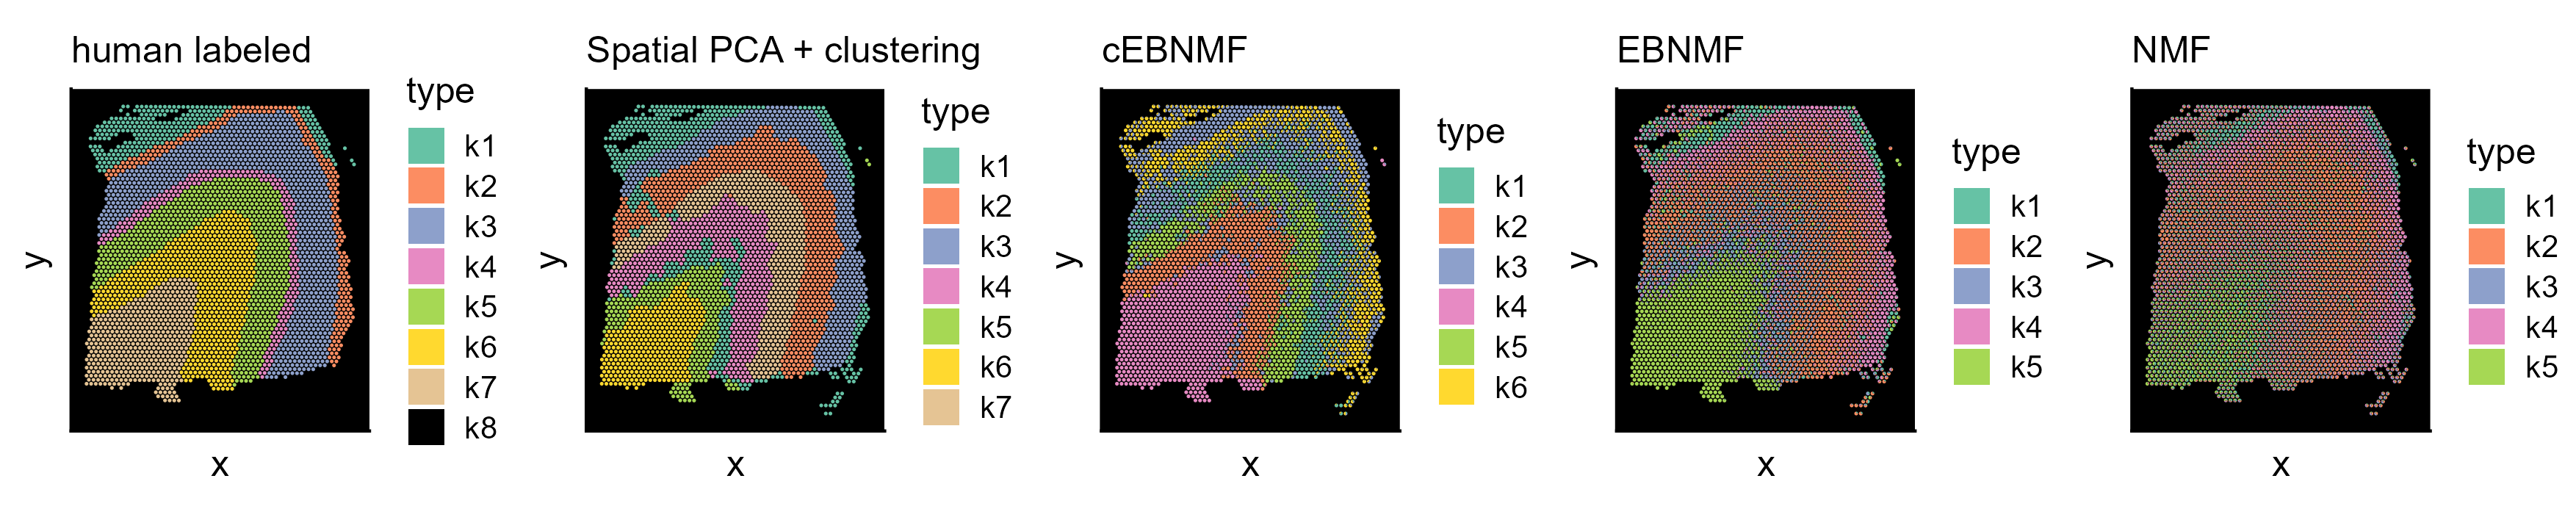 human labeled
type
k1
k2
k3
k4
k5
k6
k7
k8
y
x
Spatial PCA + clustering
type
k1
k2
k3
k4
k5
k6
k7
y
x
cEBNMF
type
k1
k2
k3
k4
k5
k6
y
x
EBNMF
type
k1
k2
k3
k4
k5
y
x
NMF
type
k1
k2
k3
k4
k5
y
x